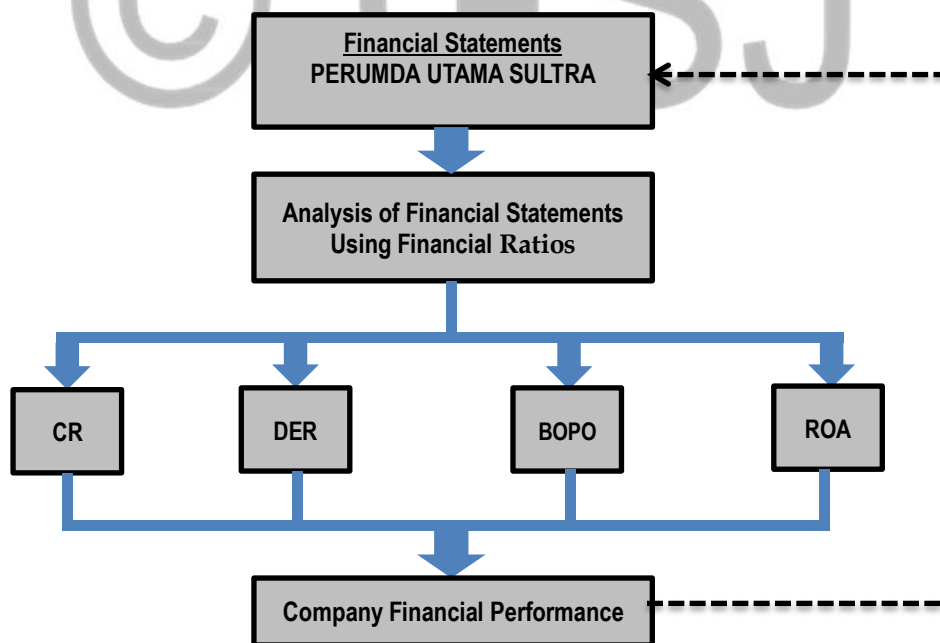 Financial Statements
PERUMDA UTAMA SULTRA
Analysis of Financial Statements
Using Financial Ratios
CR
DER
BOPO
ROA
Company Financial Performance